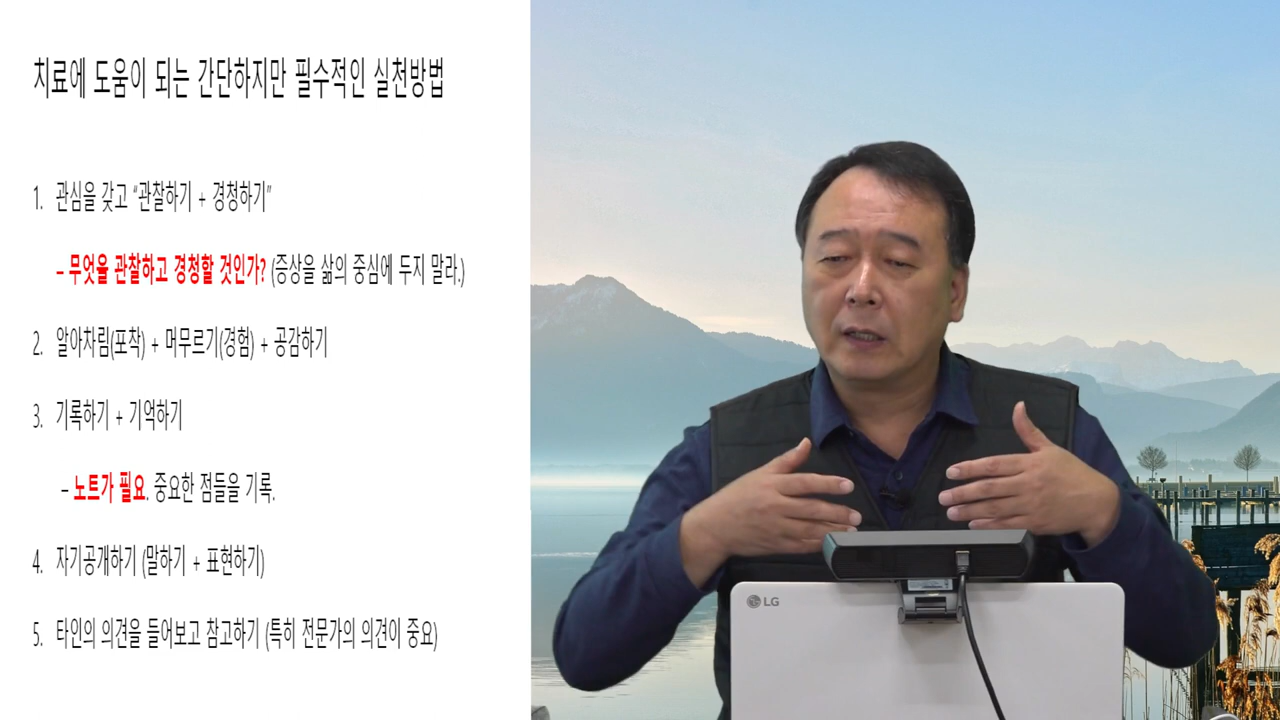 치료에 도움이 되는 간단하지만 필수적인 실천방법
1. 관심을 갖고 “관찰하기 + 경청하기”
– 무엇을 관찰하고 경청할 것인가? (증상을 삶의 중심에 두지 말라.)
2. 알아차림(포착) + 머무르기(경험) + 공감하기
3. 기록하기 + 기억하기
– 노트가 필요. 중요한 점들을 기록.
4. 자기공개하기 (말하기 + 표현하기)
5. 타인의 의견을 들어보고 참고하기 (특히 전문가의 의견이 중요)
LG